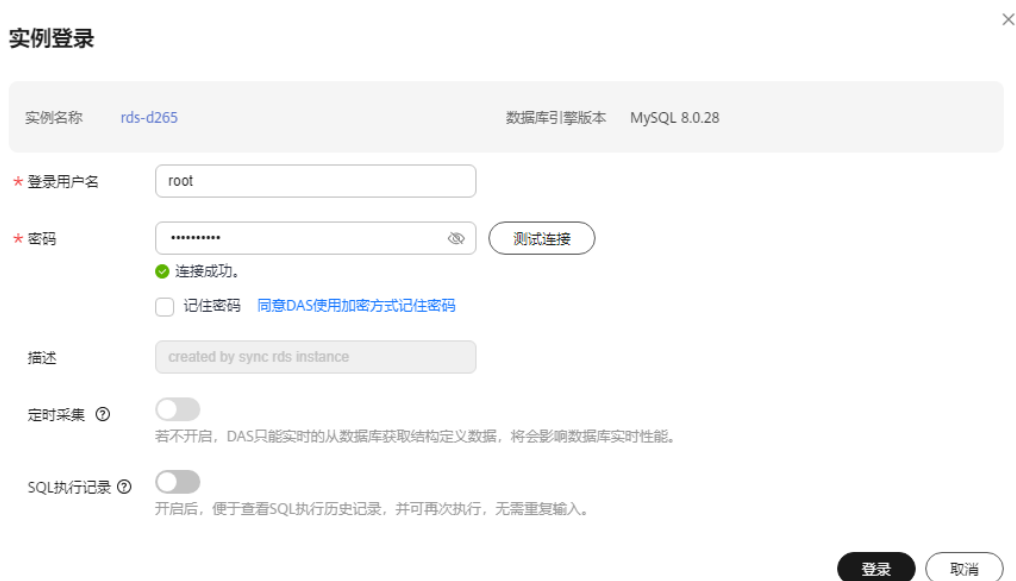 实例登录
实例名称 rds-d265 数据库引擎版本 MySQL 8.0.28
* 登录用户名 root
* 密码 •••••••••• 测试连接
连接成功。
记住密码 同意DAS使用加密方式记住密码
描述 created by sync rds instance
定时采集
若不开启，DAS只能实时的从数据库获取结构定义数据，将会影响数据库实时性能。
SQL执行记录
开启后，便于查看SQL执行历史记录，并可再次执行，无需重复输入。
登录 取消